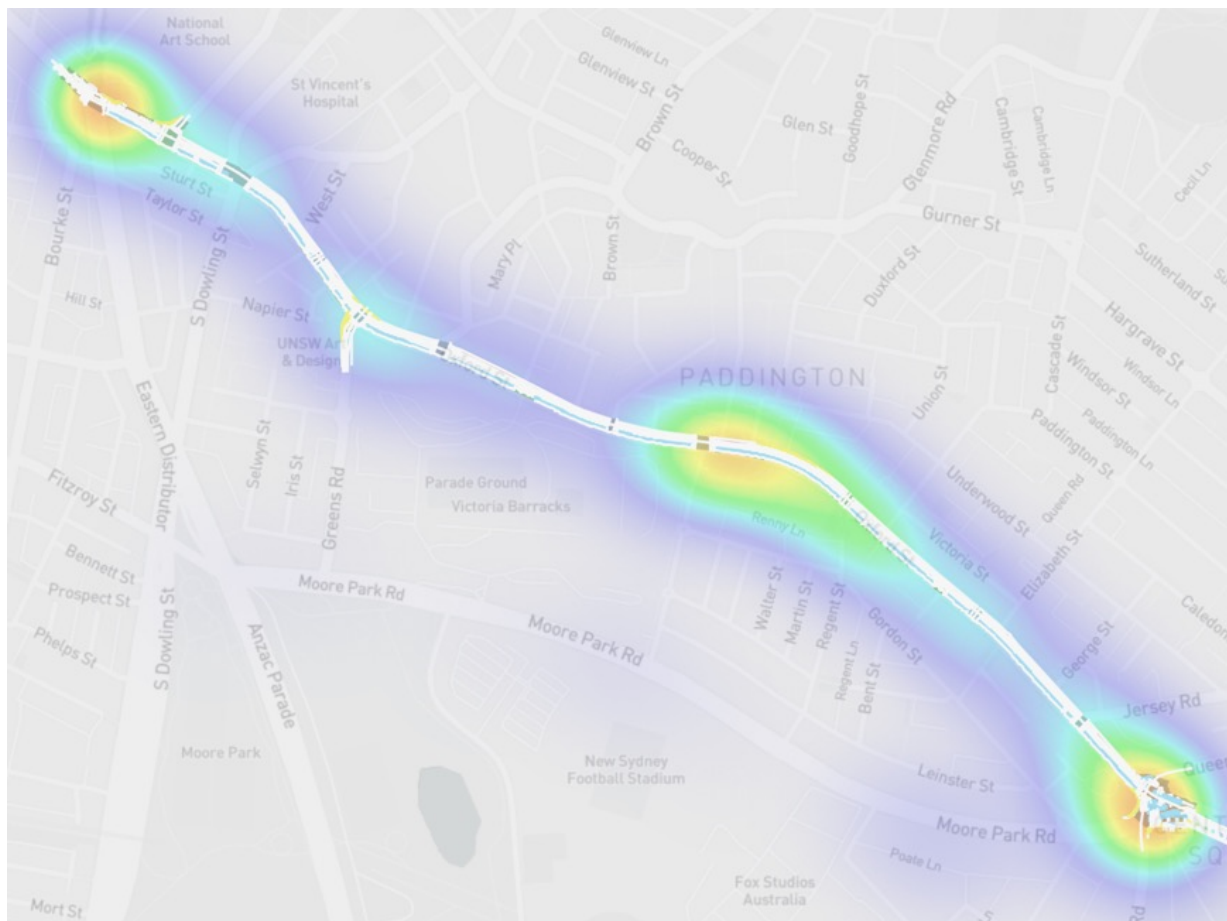 National
Art School
St Vincent's
Hospital
Glenview Ln
Glenview St
Brown St
Cooper St
Glen St
Goodhope St
Glenmore Rd
Cambridge St
Cambridge Ln
Cecil Ln
Gurner St
Sutherland St
Hargrave St
Duxford St
Cascade St
Windsor St
Windsor Ln
Paddington St
Paddington Ln
Union St
Queen Rd
Underwood St
Elizabeth St
Victoria St
George St
Jersey Rd
PADDINGTON
Brown St
Mary Pl
West St
Sturt St
Taylor St
Bourke St
Hill St
S Dowling St
Napier St
UNSW Art
& Design
Oxford St
Eastern Distributor
Selwyn St
Iris St
Greens Rd
Parade Ground
Victoria Barracks
Renny Ln
Oxford St
Fitzroy St
Bennett St
Prospect St
Phelps St
S Dowling St
Anzac Parade
Moore Park Rd
Moore Park Rd
Walter St
Martin St
Regent St
Regent Ln
Bent St
Gordon St
Moore Park
New Sydney
Football Stadium
Leinster St
Moore Park Rd
Poate Ln
Fox Studios
Australia
Mort St